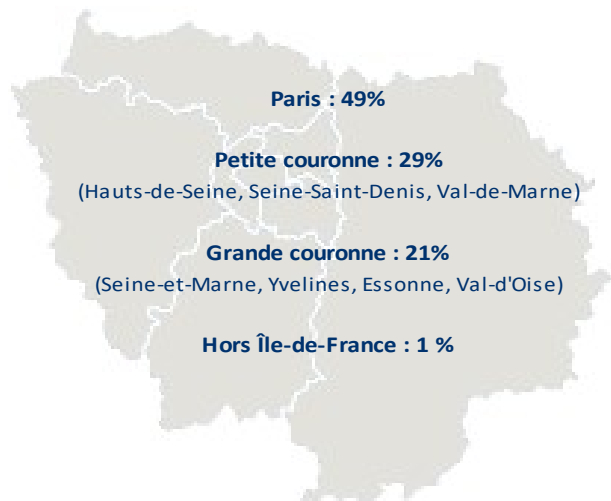 Paris : 49%
Petite couronne : 29%
(Hauts-de-Seine, Seine-Saint-Denis, Val-de-Marne)
Grande couronne : 21%
(Seine-et-Marne, Yvelines, Essonne, Val-d'Oise)
Hors Île-de-France : 1 %